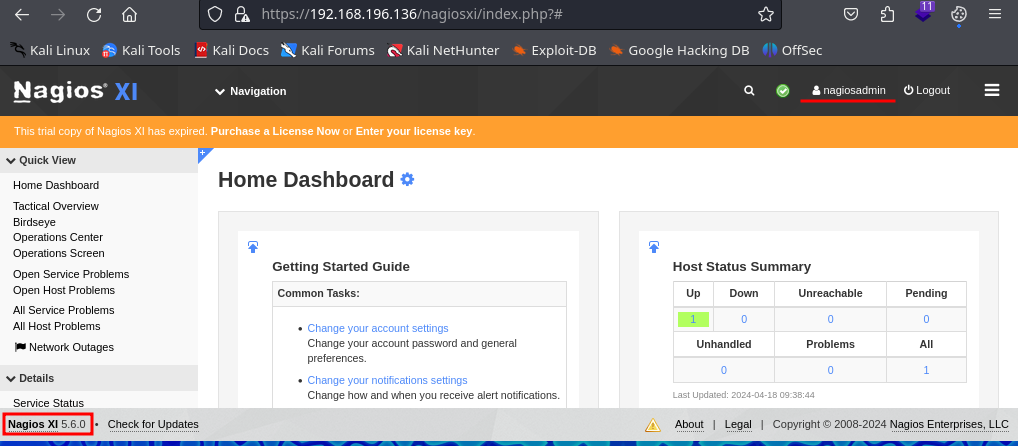 https://192.168.196.136/nagiosxi/index.php?#
11
Kali Linux Kali Tools Kali Docs Kali Forums Kali NetHunter Exploit-DB Google Hacking DB OffSec
Nagios® XI Navigation nagiosadmin Logout
This trial copy of Nagios XI has expired. Purchase a License Now or Enter your license key.
Quick View
Home Dashboard
Tactical Overview
Birdseye
Operations Center
Operations Screen
Open Service Problems
Open Host Problems
All Service Problems
All Host Problems
Network Outages
Details
Service Status
Home Dashboard
Getting Started Guide
Common Tasks:
• Change your account settings
Change your account password and general
preferences.
• Change your notifications settings
Change how and when you receive alert notifications.
Host Status Summary
Up Down Unreachable Pending
1 0 0 0
Unhandled Problems All
0 0 1
Last Updated: 2024-04-18 09:38:44
Nagios XI 5.6.0 • Check for Updates About | Legal | Copyright © 2008-2024 Nagios Enterprises, LLC